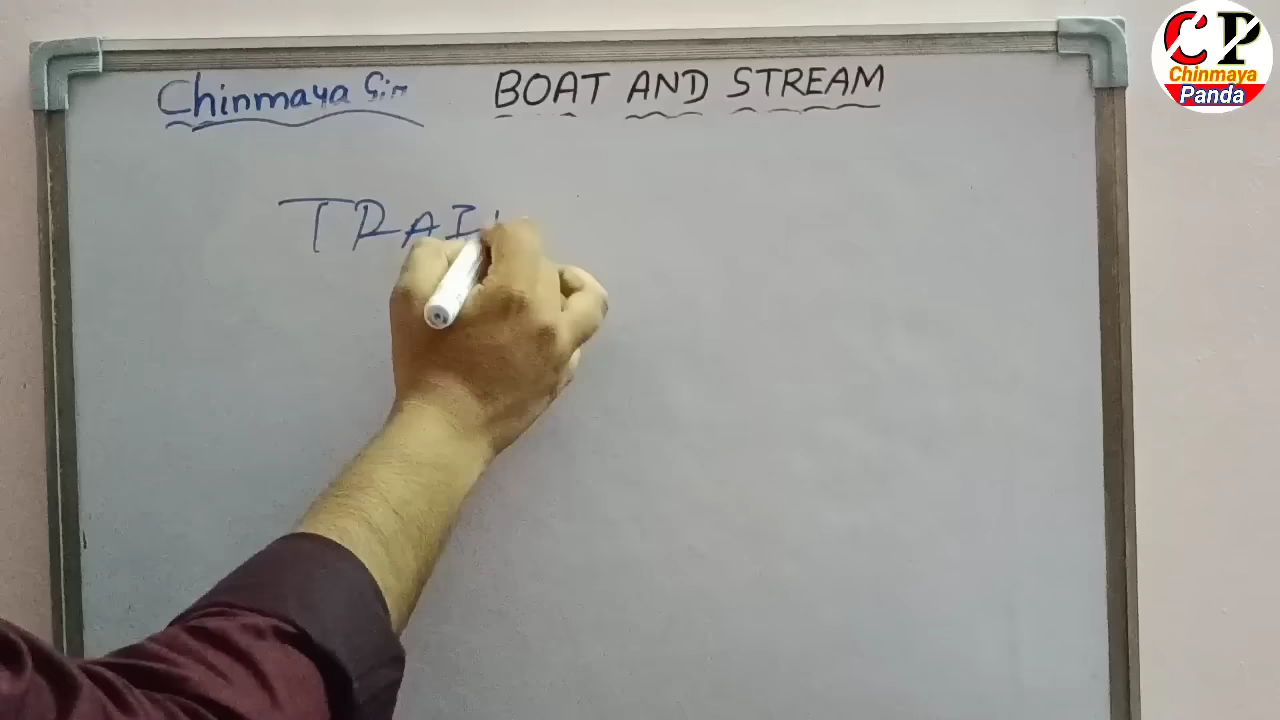 Chinmaya Sir BOAT AND STREAM
TRAI
CP
Chinmaya
Panda